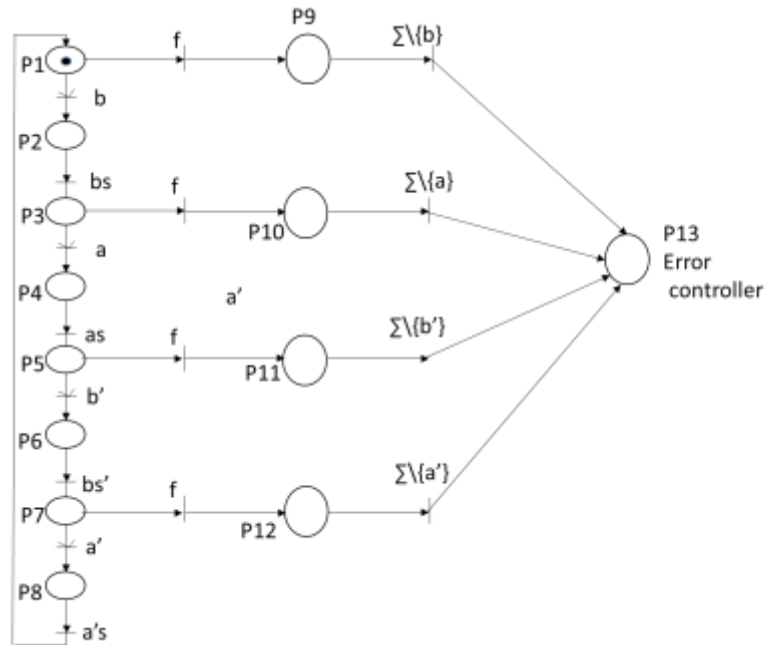 P9
f
∑\{b}
P1
b
P2
bs
f
∑\{a}
P3
P10
P13
Error
controller
a
P4
a’
as
f
∑\{b’}
P5
P11
b’
P6
bs’
f
∑\{a’}
P7
P12
a’
P8
a’s